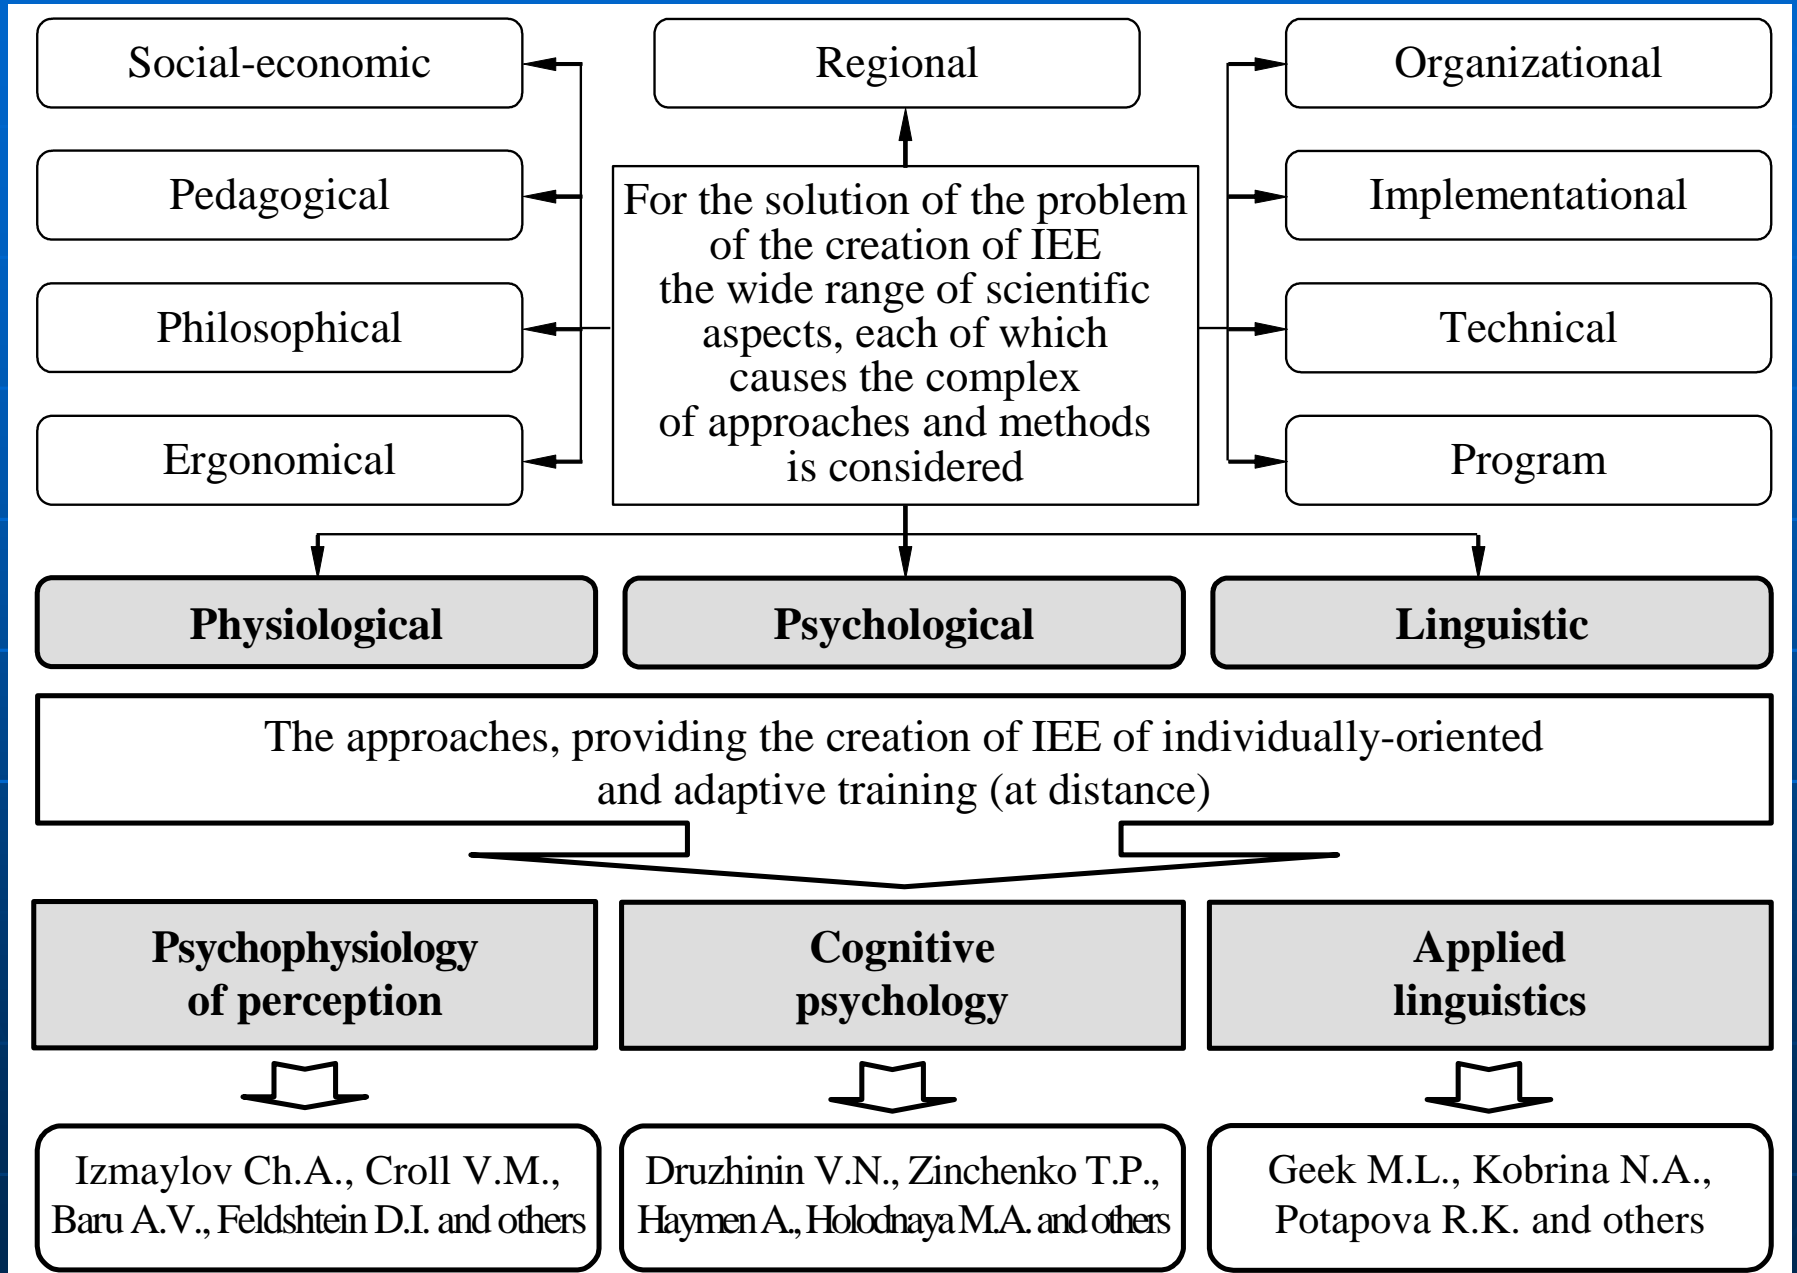 Social-economic
Regional
Organizational
Pedagogical
Implementational
Philosophical
Technical
Ergonomical
Program
For the solution of the problem
of the creation of IEE
the wide range of scientific
aspects, each of which
causes the complex
of approaches and methods
is considered
Physiological
Psychological
Linguistic
The approaches, providing the creation of IEE of individually-oriented
and adaptive training (at distance)
Psychophysiology
of perception
Cognitive
psychology
Applied
linguistics
Izmaylov Ch.A., Croll V.M.,
Baru A.V., Feldshtein D.I. and others
Druzhinin V.N., Zinchenko T.P.,
Haymen A., Holodnaya M.A. and others
Geek M.L., Kobrina N.A.,
Potapova R.K. and others